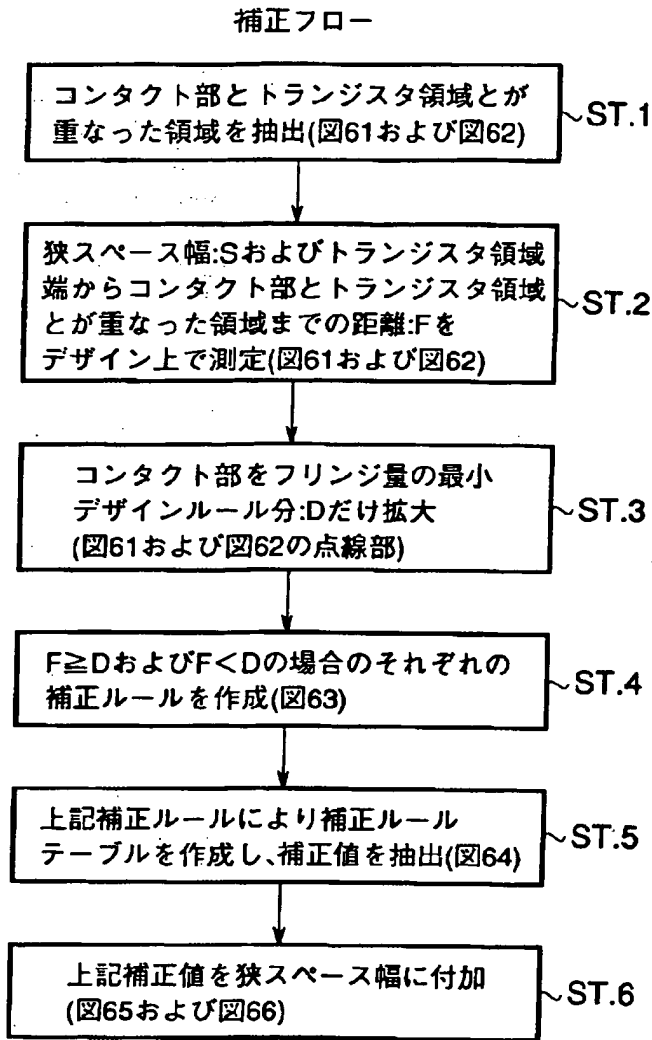 補正フロー
コンタクト部とトランジスタ領域とが
重なった領域を抽出(図61および図62)
ST.1
狭スペース幅:Sおよびトランジスタ領域
端からコンタクト部とトランジスタ領域
とが重なった領域までの距離:Fを
デザイン上で測定(図61および図62)
ST.2
コンタクト部をフリンジ量の最小
デザインルール分:Dだけ拡大
(図61および図62の点線部)
ST.3
F≧DおよびF<Dの場合のそれぞれの
補正ルールを作成(図63)
ST.4
上記補正ルールにより補正ルール
テーブルを作成し、補正値を抽出(図64)
ST.5
上記補正値を狭スペース幅に付加
(図65および図66)
ST.6